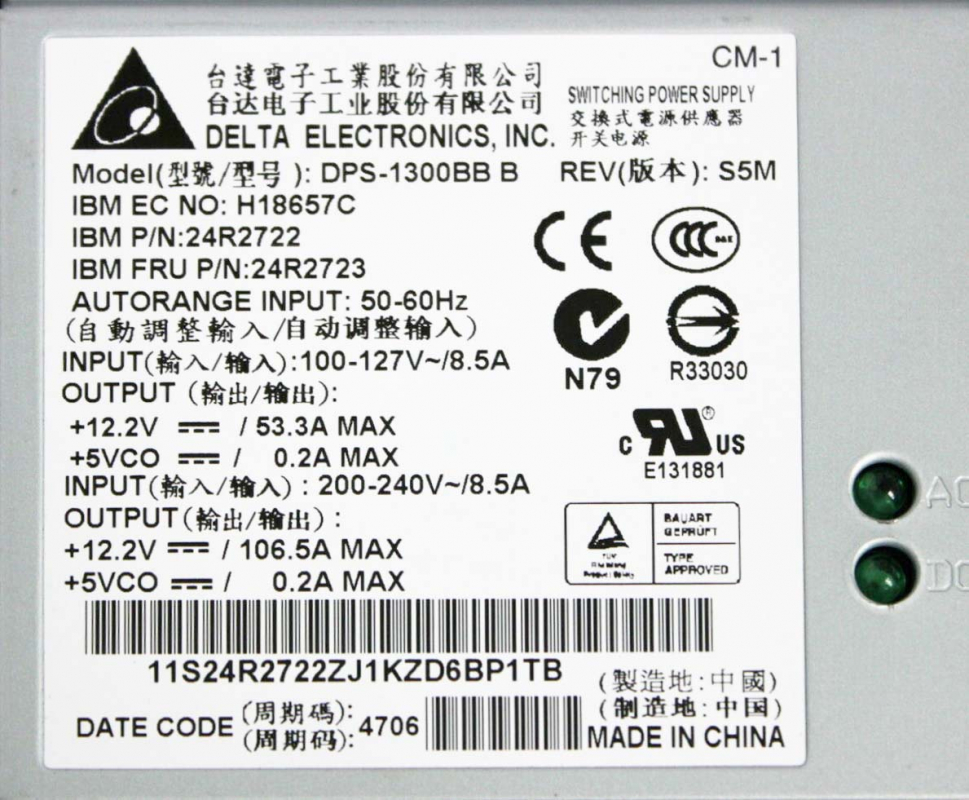 CM-1
台達電子工業股份有限公司
台达电子工业股份有限公司
DELTA ELECTRONICS, INC.
SWITCHING POWER SUPPLY
交換式電源供應器
开关电源
Model(型號/型号 ): DPS-1300BB B REV(版本): S5M
IBM EC NO: H18657C
IBM P/N:24R2722
IBM FRU P/N:24R2723
AUTORANGE INPUT: 50-60Hz
(自動調整輸入/自动调整输入)
INPUT(輸入/输入):100-127V~/8.5A
OUTPUT (輸出/输出):
+12.2V ⎓ / 53.3A MAX
+5VCO ⎓ / 0.2A MAX
INPUT(輸入/输入) : 200-240V~/8.5A
OUTPUT(輸出/输出) :
+12.2V ⎓ / 106.5A MAX
+5VCO ⎓ / 0.2A MAX
CE
CCC
N79
R33030
c RU ® US
E131881
BAUART
GEPRÜFT
TYPE
APPROVED
11S24R2722ZJ1KZD6BP1TB
DATE CODE (周期碼): 4706
(周期码):
(製造地:中國)
(制造地:中国)
MADE IN CHINA
AC
DC